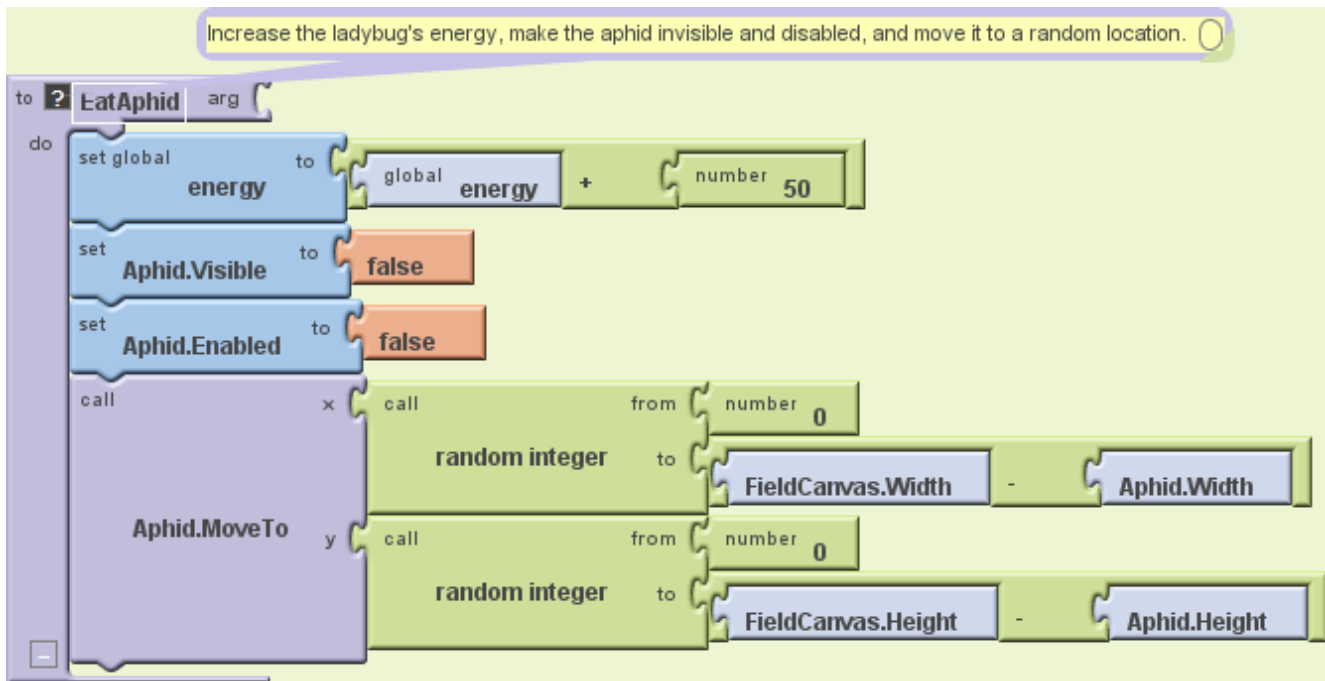 Increase the ladybug's energy, make the aphid invisible and disabled, and move it to a random location.
to ? EatAphid arg
do
set global energy to global energy + number 50
set Aphid.Visible to false
set Aphid.Enabled to false
call Aphid.MoveTo
x call random integer from number 0
to FieldCanvas.Width - Aphid.Width
y call random integer from number 0
to FieldCanvas.Height - Aphid.Height